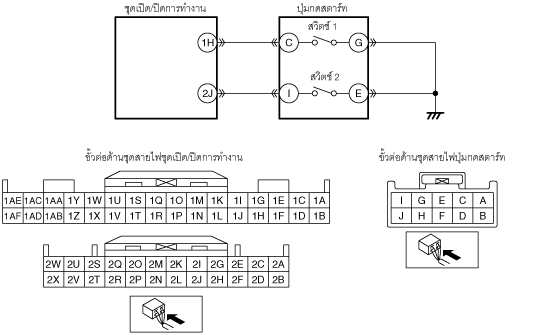 ชุดเปิด/ปิดการทำงาน
ปุ่มกดสตาร์ท
สวิตช์ 1
1H
C
G
สวิตช์ 2
2J
I
E
ขั้วต่อด้านชุดสายไฟชุดเปิด/ปิดการทำงาน
1AE 1AC 1AA 1Y 1W 1U 1S 1Q 1O 1M 1K 1I 1G 1E 1C 1A
1AF 1AD 1AB 1Z 1X 1V 1T 1R 1P 1N 1L 1J 1H 1F 1D 1B
2W 2U 2S 2Q 2O 2M 2K 2I 2G 2E 2C 2A
2X 2V 2T 2R 2P 2N 2L 2J 2H 2F 2D 2B
ขั้วต่อด้านชุดสายไฟปุ่มกดสตาร์ท
I G E C A
J H F D B